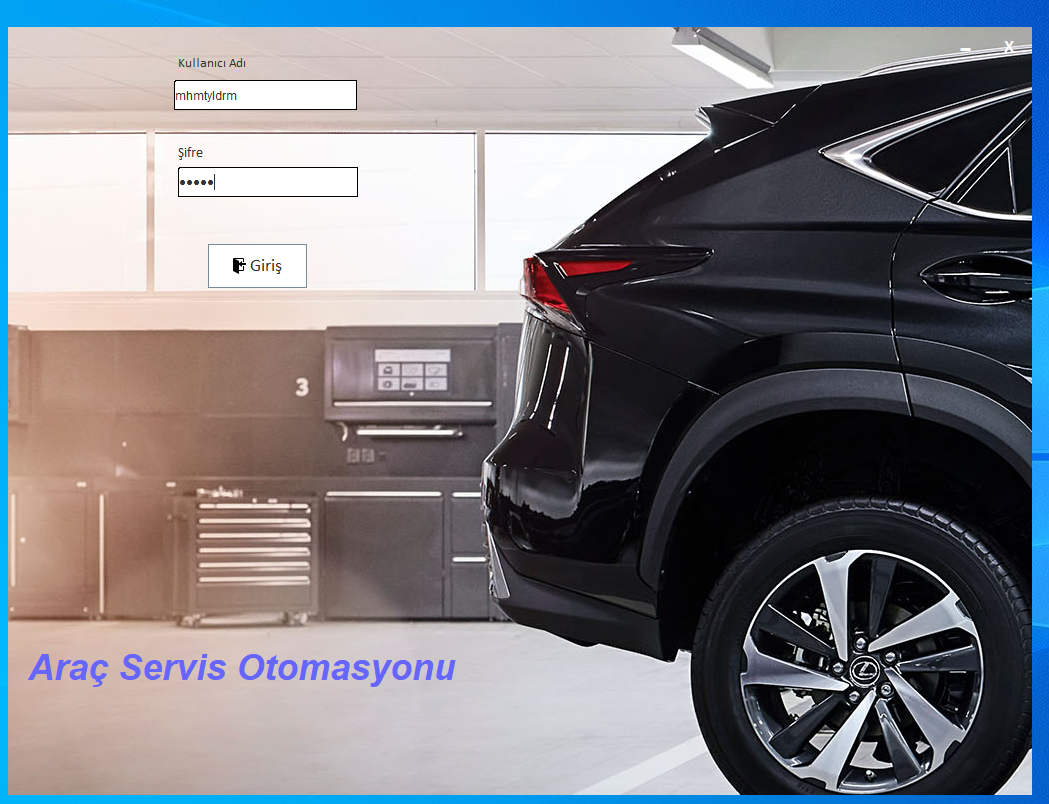 X
Kullanıcı Adı
mhmtyldrm
Şifre
•••••
Giriş
3
Araç Servis Otomasyonu